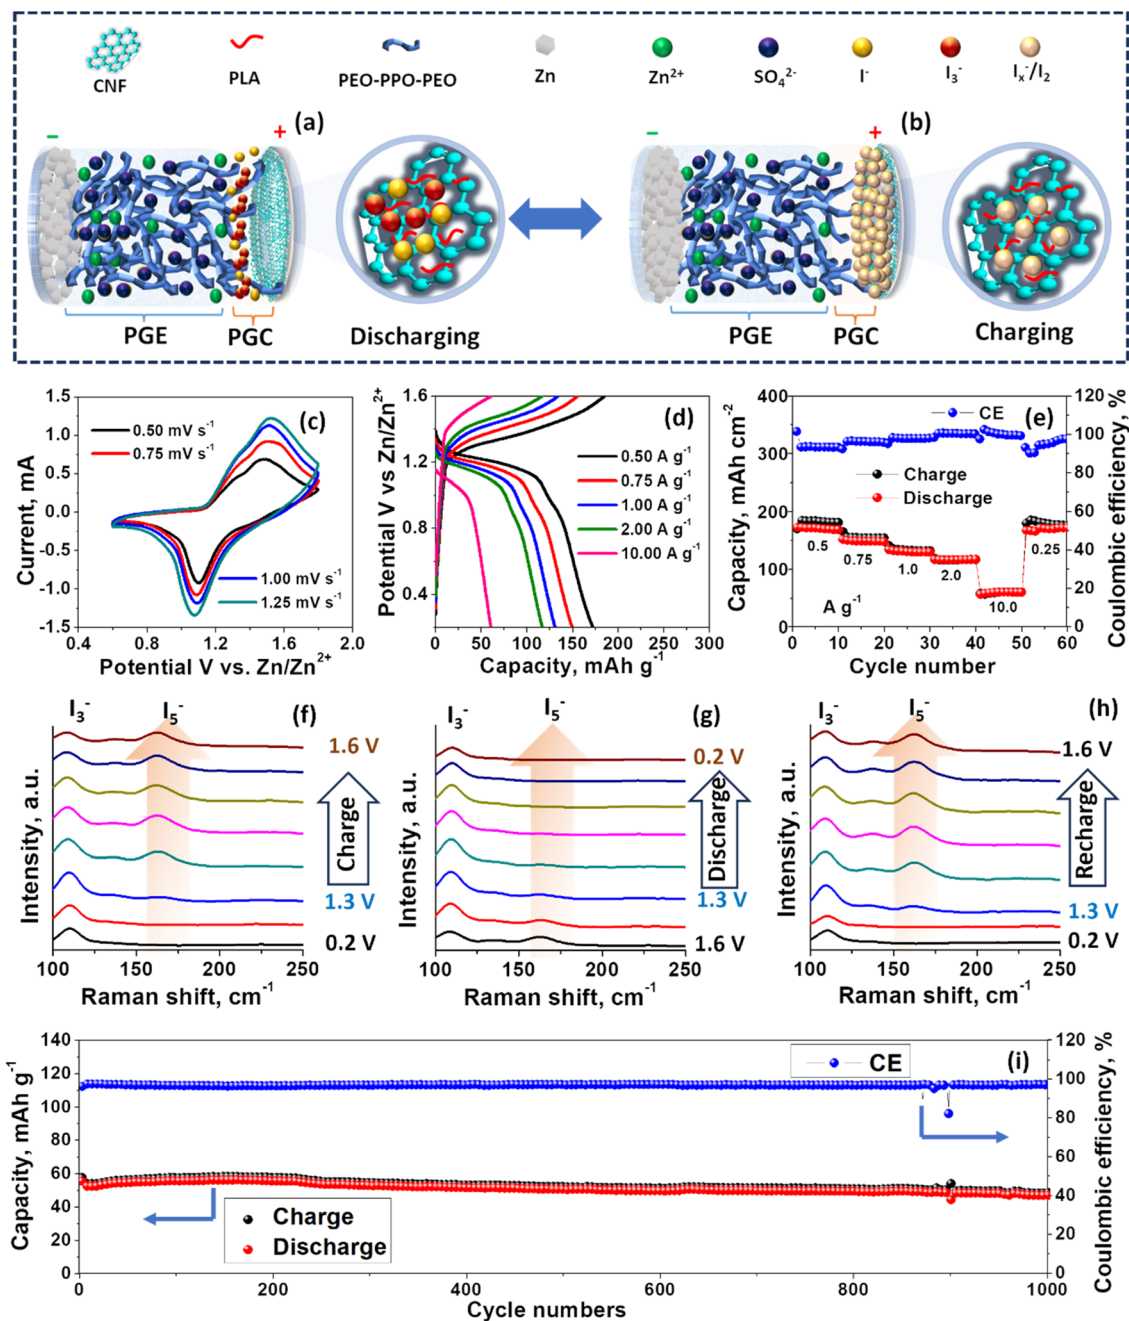 CNF
PLA
PEO-PPO-PEO
Zn
Zn²⁺
SO₄²⁻
I⁻
I₃⁻
Iₓ⁻/I₂
−
+
(a)
−
+
(b)
PGE
PGC
Discharging
PGE
PGC
Charging
(c)
0.50 mV s⁻¹
0.75 mV s⁻¹
1.00 mV s⁻¹
1.25 mV s⁻¹
Current, mA
1.5
1.0
0.5
0.0
-0.5
-1.0
-1.5
0.4 0.8 1.2 1.6 2.0
Potential V vs. Zn/Zn²⁺
(d)
0.50 A g⁻¹
0.75 A g⁻¹
1.00 A g⁻¹
2.00 A g⁻¹
10.00 A g⁻¹
Potential V vs Zn/Zn²⁺
1.6
1.2
0.8
0.4
0 50 100 150 200 250 300
Capacity, mAh g⁻¹
(e)
CE
Charge
Discharge
0.5
0.75
1.0
2.0
10.0
0.25
A g⁻¹
Capacity, mAh cm⁻²
400
300
200
100
0
0 10 20 30 40 50 60
Cycle number
120
100
80
60
40
20
0
Coulombic efficiency, %
I₃⁻
I₅⁻
(f)
1.6 V
Charge
1.3 V
0.2 V
Intensity, a.u.
100 150 200 250
Raman shift, cm⁻¹
I₃⁻
I₅⁻
(g)
0.2 V
Discharge
1.3 V
1.6 V
Intensity, a.u.
100 150 200 250
Raman shift, cm⁻¹
I₃⁻
I₅⁻
(h)
1.6 V
Recharge
1.3 V
0.2 V
Intensity, a.u.
100 150 200 250
Raman shift, cm⁻¹
(i)
CE
Charge
Discharge
Capacity, mAh g⁻¹
140
120
100
80
60
40
20
0
0 200 400 600 800 1000
Cycle numbers
120
100
80
60
40
20
0
Coulombic efficiency, %